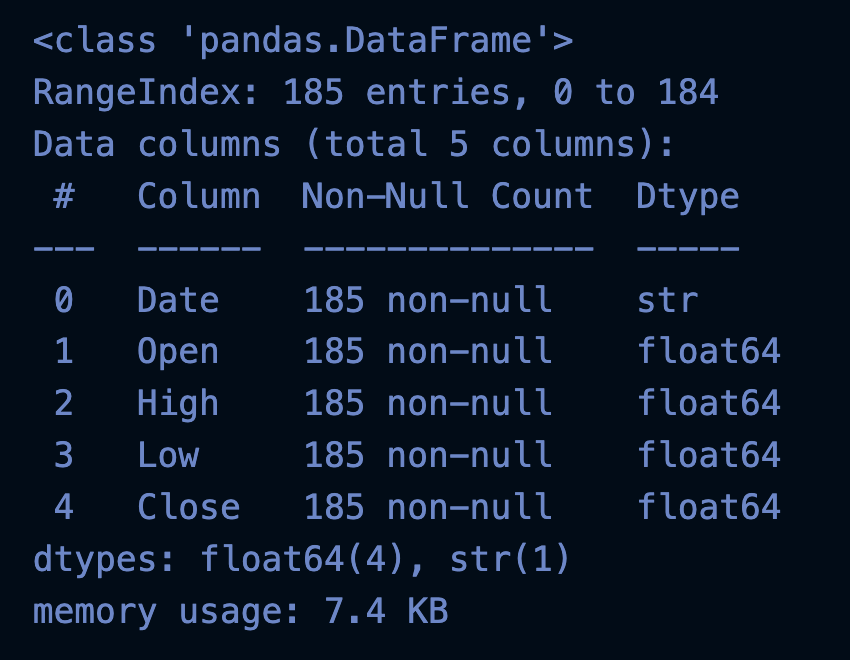 <class 'pandas.DataFrame'>
RangeIndex: 185 entries, 0 to 184
Data columns (total 5 columns):
 #   Column  Non-Null Count  Dtype
---  ------  --------------  -----
 0   Date    185 non-null    str
 1   Open    185 non-null    float64
 2   High    185 non-null    float64
 3   Low     185 non-null    float64
 4   Close   185 non-null    float64
dtypes: float64(4), str(1)
memory usage: 7.4 KB